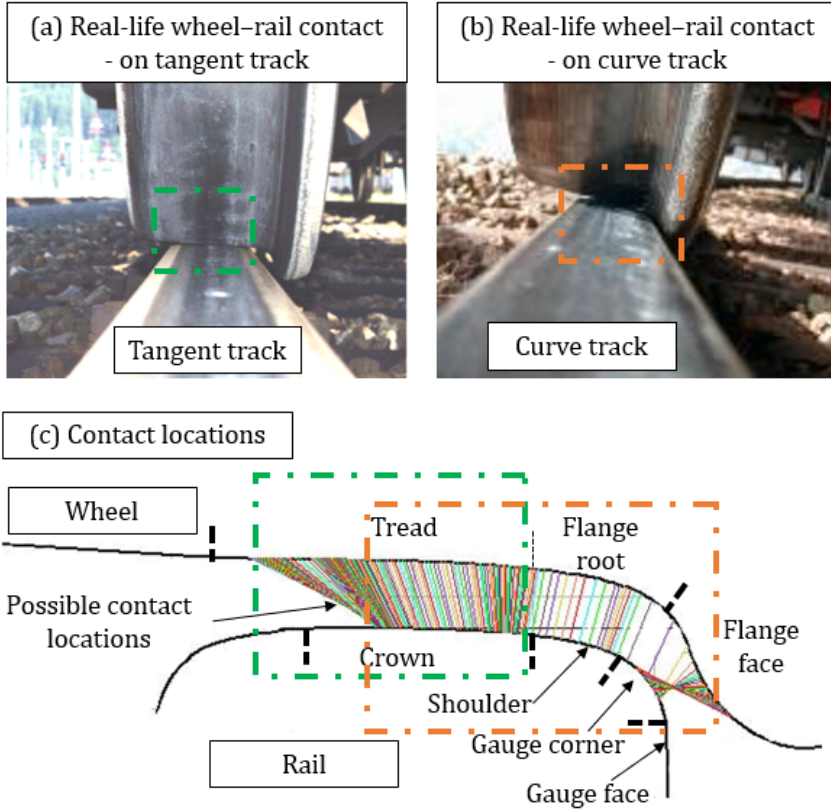 (a) Real-life wheel–rail contact
- on tangent track
(b) Real-life wheel–rail contact
- on curve track
Tangent track
Curve track
(c) Contact locations
Wheel
Tread
Flange
root
Possible contact
locations
Flange
face
Crown
Shoulder
Gauge corner
Rail
Gauge face